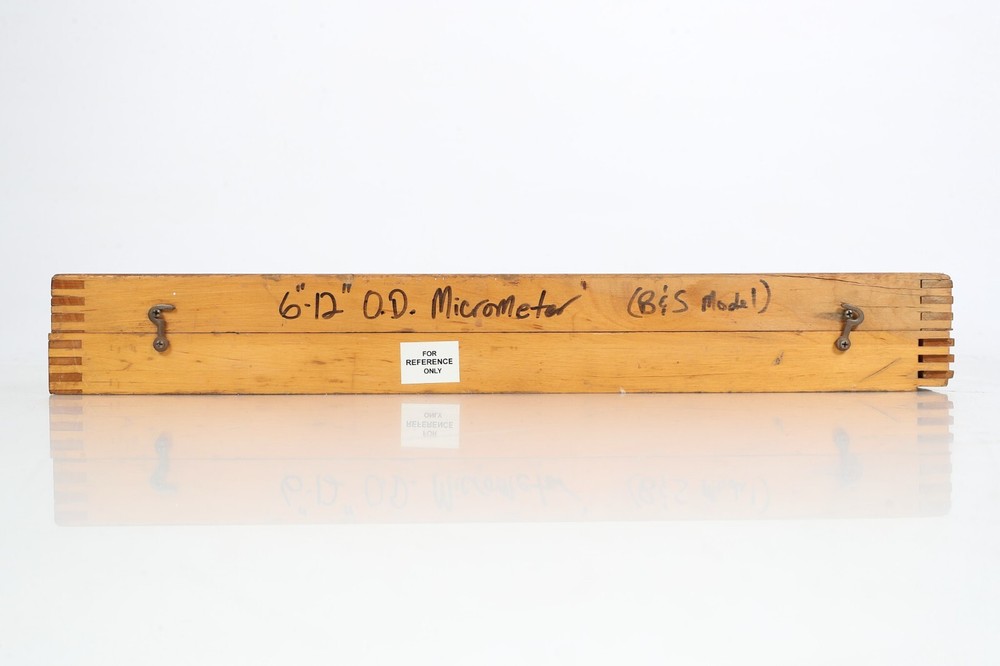 6"-12" O.D. Micrometer (B&S Model)
FOR
REFERENCE
ONLY